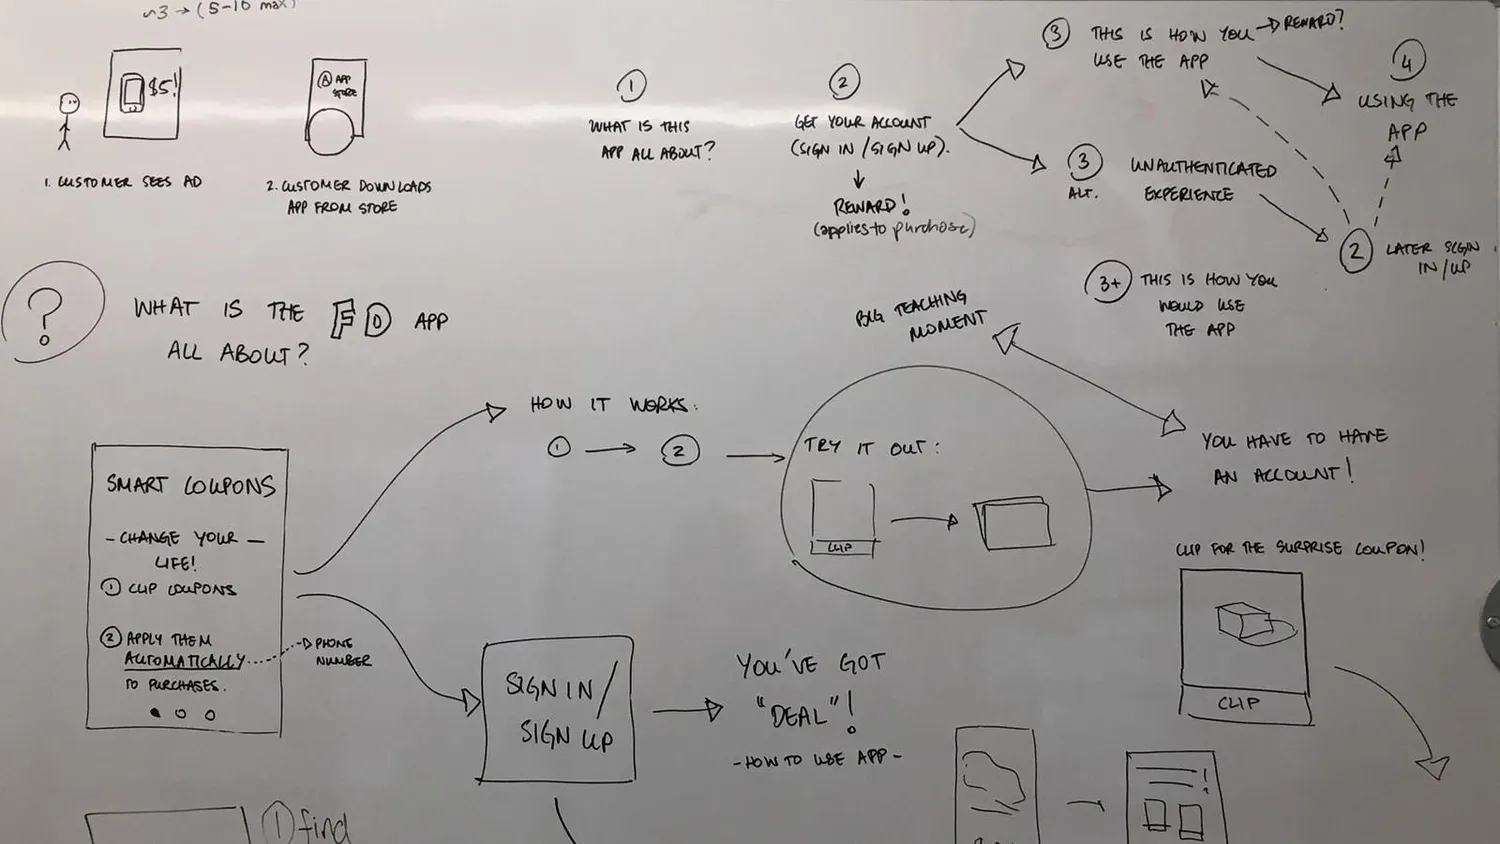 ~3 → (5-10 max)
$5!
A APP
STORE
1. CUSTOMER SEES AD
2. CUSTOMER DOWNLOADS
APP FROM STORE
1
WHAT IS THIS
APP ALL ABOUT?
2
GET YOUR ACCOUNT
(SIGN IN / SIGN UP).
REWARD!
(applies to purchase)
3
THIS IS HOW YOU → REWARD?
USE THE APP
4
USING THE
APP
3
ALT.
UNAUTHENTICATED
EXPERIENCE
2
LATER SIGIN
IN/UP
3+
THIS IS HOW YOU
WOULD USE
THE APP
?
WHAT IS THE FD APP
ALL ABOUT?
BIG TEACHING
MOMENT
HOW IT WORKS:
1 → 2
TRY IT OUT:
CLIP
YOU HAVE TO HAVE
AN ACCOUNT!
SMART COUPONS
- CHANGE YOUR -
LIFE!
1 CLIP COUPONS
2 APPLY THEM
AUTOMATICALLY
TO PURCHASES.
→ PHONE
NUMBER
SIGN IN/
SIGN UP
YOU'VE GOT
"DEAL"!
- HOW TO USE APP -
CLIP FOR THE SURPRISE COUPON!
CLIP
!
1 find